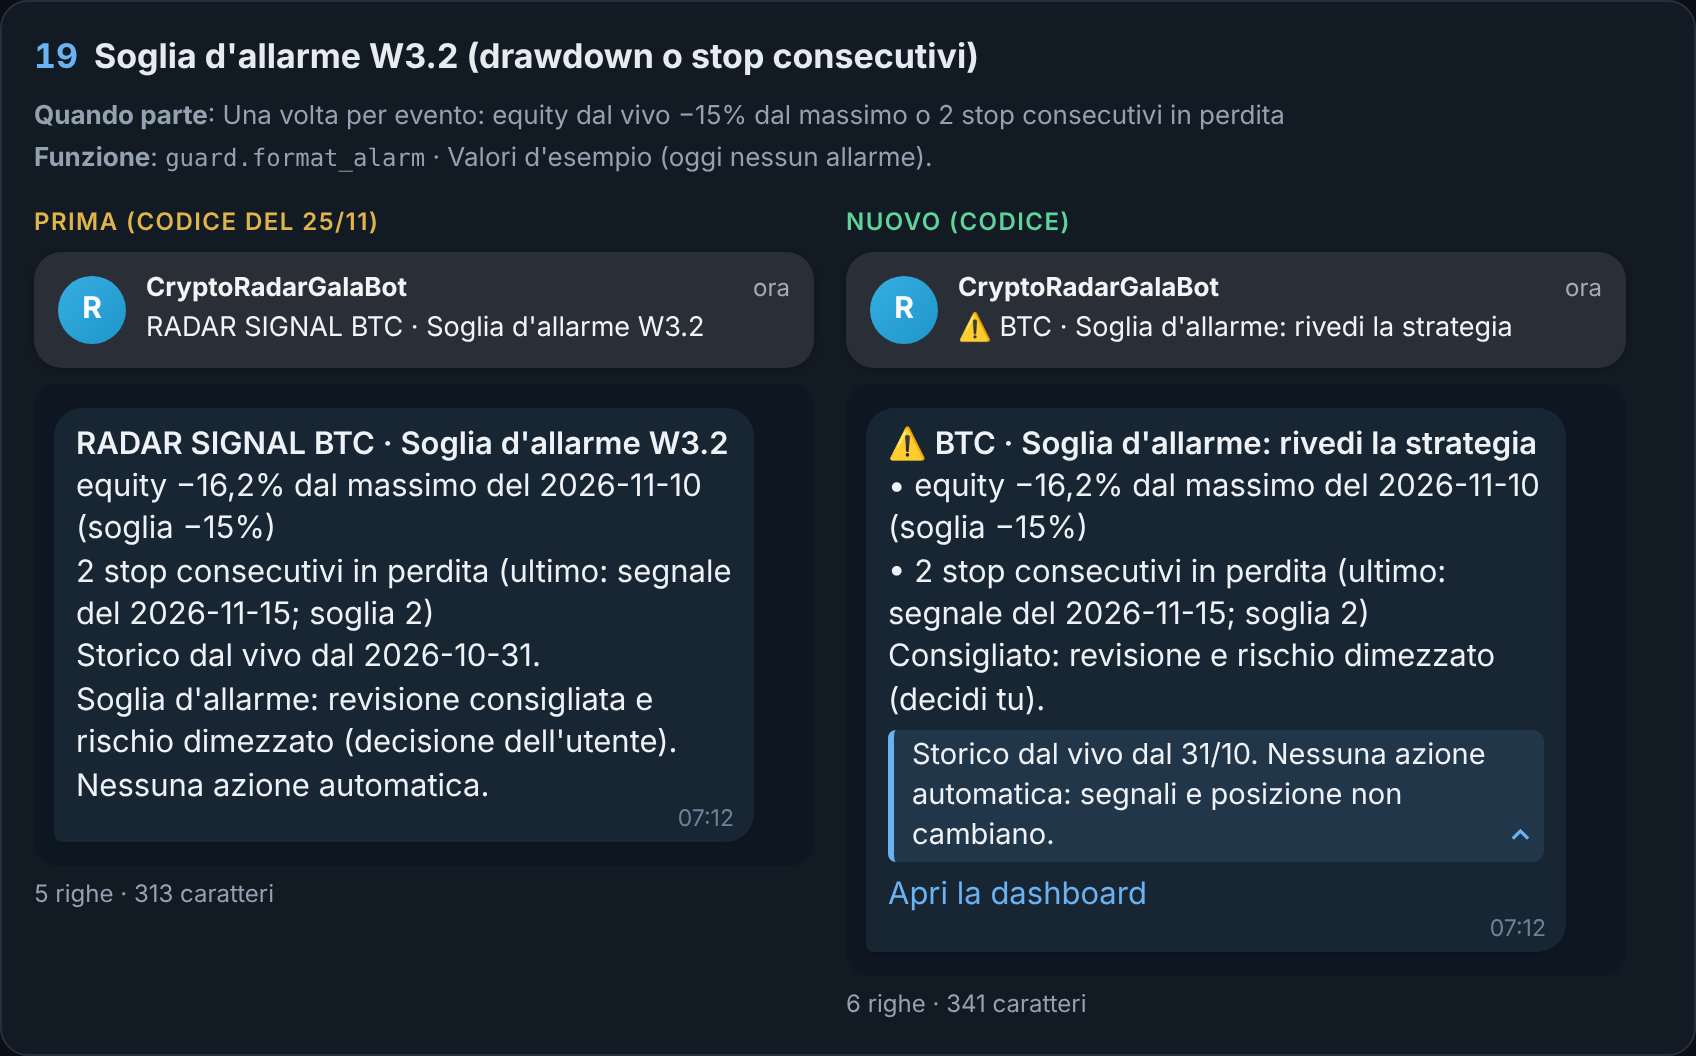 19 Soglia d'allarme W3.2 (drawdown o stop consecutivi)
Quando parte: Una volta per evento: equity dal vivo −15% dal massimo o 2 stop consecutivi in perdita
Funzione: guard.format_alarm · Valori d'esempio (oggi nessun allarme).
PRIMA (CODICE DEL 25/11)
R
CryptoRadarGalaBot
ora
RADAR SIGNAL BTC · Soglia d'allarme W3.2
RADAR SIGNAL BTC · Soglia d'allarme W3.2
equity −16,2% dal massimo del 2026-11-10
(soglia −15%)
2 stop consecutivi in perdita (ultimo: segnale
del 2026-11-15; soglia 2)
Storico dal vivo dal 2026-10-31.
Soglia d'allarme: revisione consigliata e
rischio dimezzato (decisione dell'utente).
Nessuna azione automatica.
07:12
5 righe · 313 caratteri
NUOVO (CODICE)
R
CryptoRadarGalaBot
ora
⚠️ BTC · Soglia d'allarme: rivedi la strategia
⚠️ BTC · Soglia d'allarme: rivedi la strategia
• equity −16,2% dal massimo del 2026-11-10
(soglia −15%)
• 2 stop consecutivi in perdita (ultimo:
segnale del 2026-11-15; soglia 2)
Consigliato: revisione e rischio dimezzato
(decidi tu).
Storico dal vivo dal 31/10. Nessuna azione
automatica: segnali e posizione non
cambiano.
Apri la dashboard
07:12
6 righe · 341 caratteri